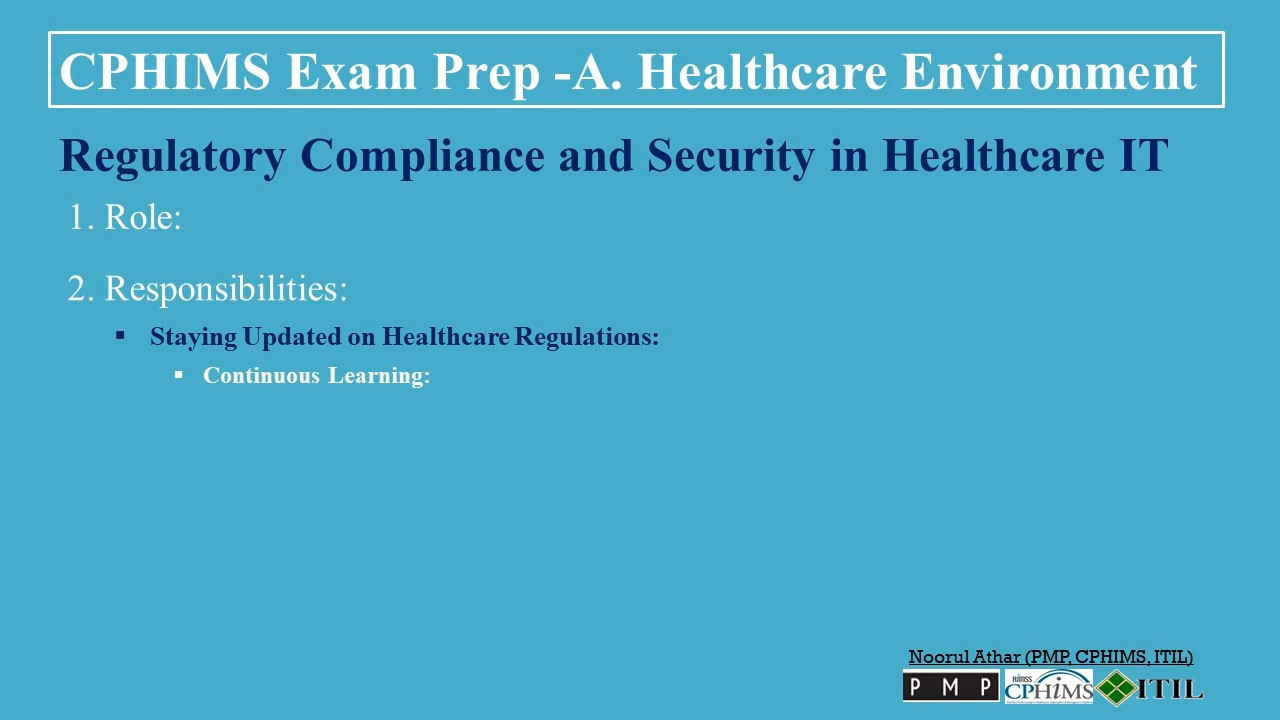 CPHIMS Exam Prep -A. Healthcare Environment
Regulatory Compliance and Security in Healthcare IT
1. Role:
2. Responsibilities:
▪ Staying Updated on Healthcare Regulations:
▪ Continuous Learning:
Noorul Athar (PMP, CPHIMS, ITIL)
PMP
HIMSS
CPHIMS
ITIL